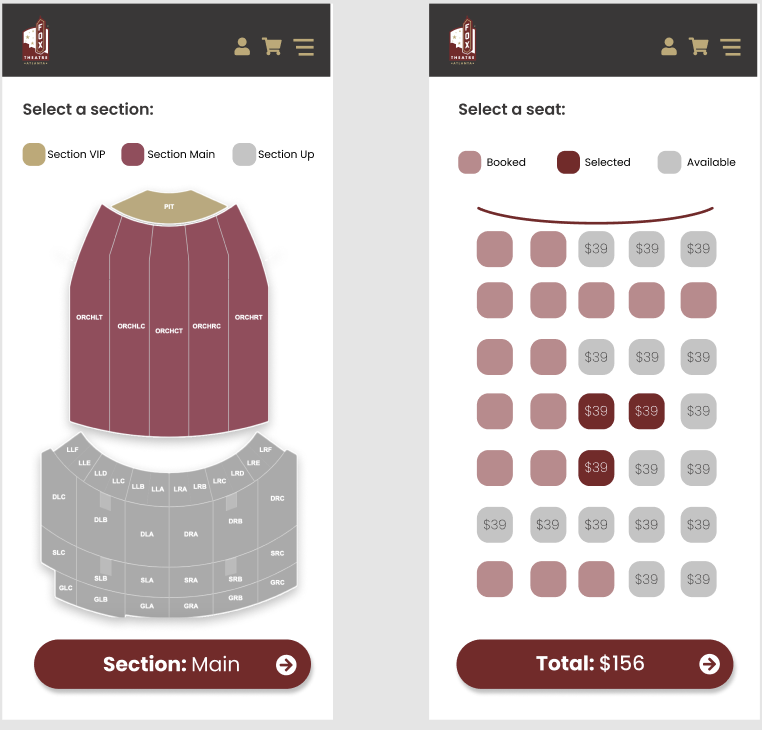 FOX
THEATRE
•ATLANTA•
Select a section:
Section VIP Section Main Section Up
PIT
ORCHLT ORCHLC ORCHCT ORCHRC ORCHRT
LLF LRF
LLE LRE
LLD LRD
LLC LRC
LLB LLA LRA LRB
DLC DRC
DLB DRB
DLA DRA
SLC SRC
SLB SLA SRA SRB
GLC GRC
GLB GRB
GLA GRA
Section: Main
FOX
THEATRE
•ATLANTA•
Select a seat:
Booked Selected Available
$39 $39 $39
$39 $39 $39
$39 $39 $39
$39 $39 $39
$39 $39 $39 $39 $39
$39 $39
Total: $156